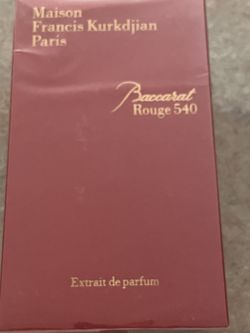 Maison
Francis Kurkdjian
Paris
Baccarat
Rouge 540
Extrait de parfum